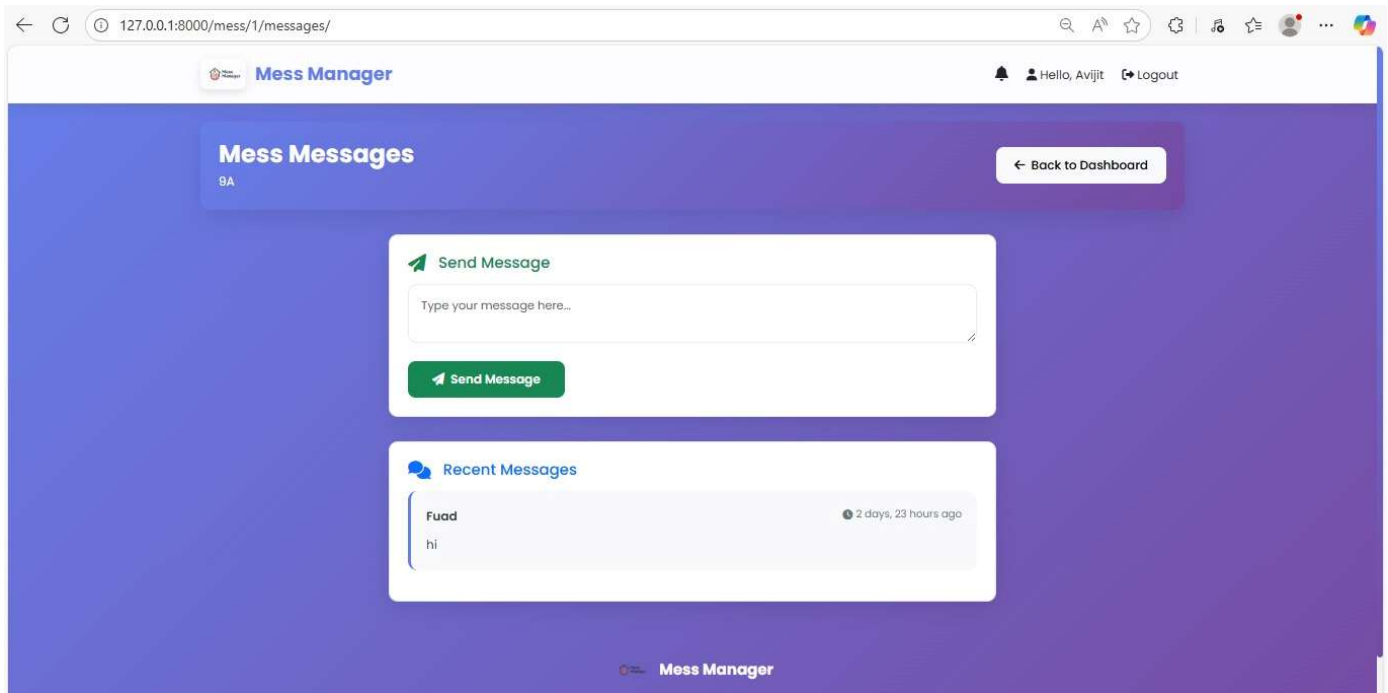 127.0.0.1:8000/mess/1/messages/
Mess Manager
Mess Manager
Hello, Avijit
Logout
Mess Messages
9A
← Back to Dashboard
Send Message
Type your message here...
Send Message
Recent Messages
Fuad
2 days, 23 hours ago
hi
Mess Manager